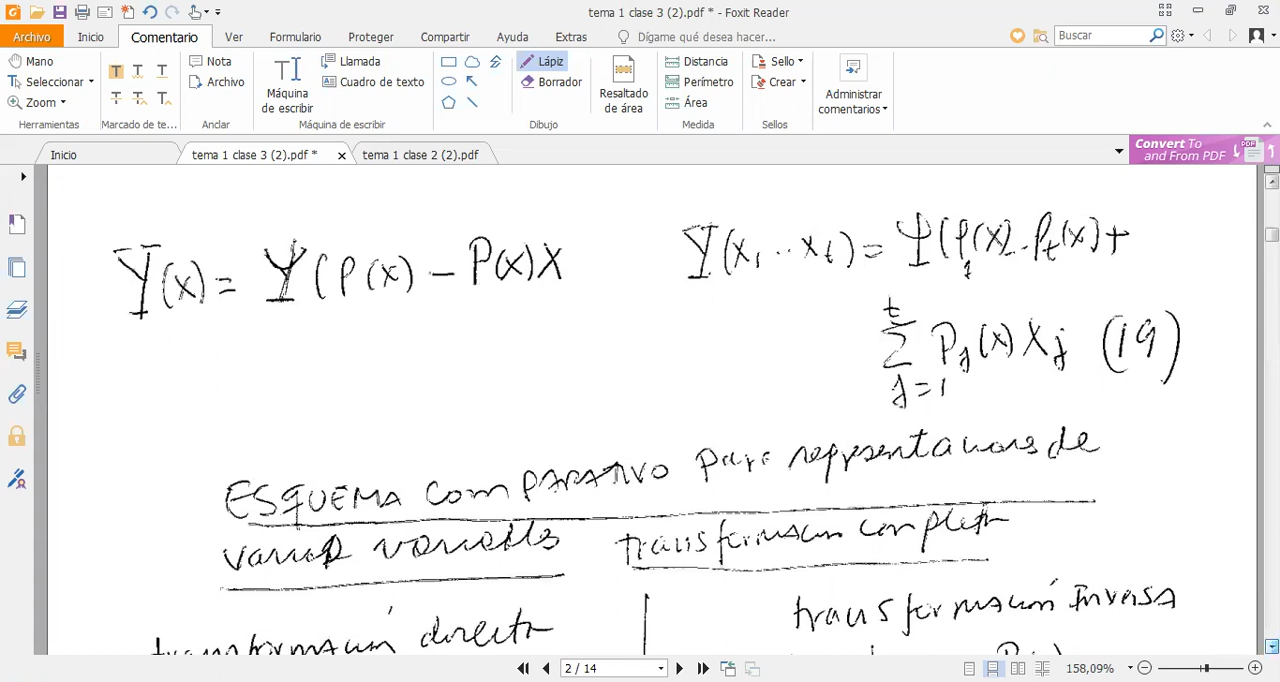 tema 1 clase 3 (2).pdf * - Foxit Reader
Archivo Inicio Comentario Ver Formulario Proteger Compartir Ayuda Extras Dígame qué desea hacer... Buscar
Mano
Seleccionar
Zoom
Herramientas
T T T
T T T
Marcado de te...
Nota
Archivo
Anclar
Máquina de escribir
Llamada
Cuadro de texto
Máquina de escribir
Lápiz
Borrador
Dibujo
Resaltado de área
Distancia
Perímetro
Área
Medida
Sello
Crear
Sellos
Administrar comentarios
Inicio
tema 1 clase 3 (2).pdf *
tema 1 clase 2 (2).pdf
Convert To
and From PDF
PDF
Y(x) = Ψ(P(x) - P(x)X
Y(x1 .. xt) = Ψ(P1(x) .. Pt(x) +
t
Σ Pj(x) Xj (19)
j=1
ESQUEMA comPARATIVO para representaciones de
varias variables transformacion completa
transformación directa
transformación InversA
2 / 14
158,09%